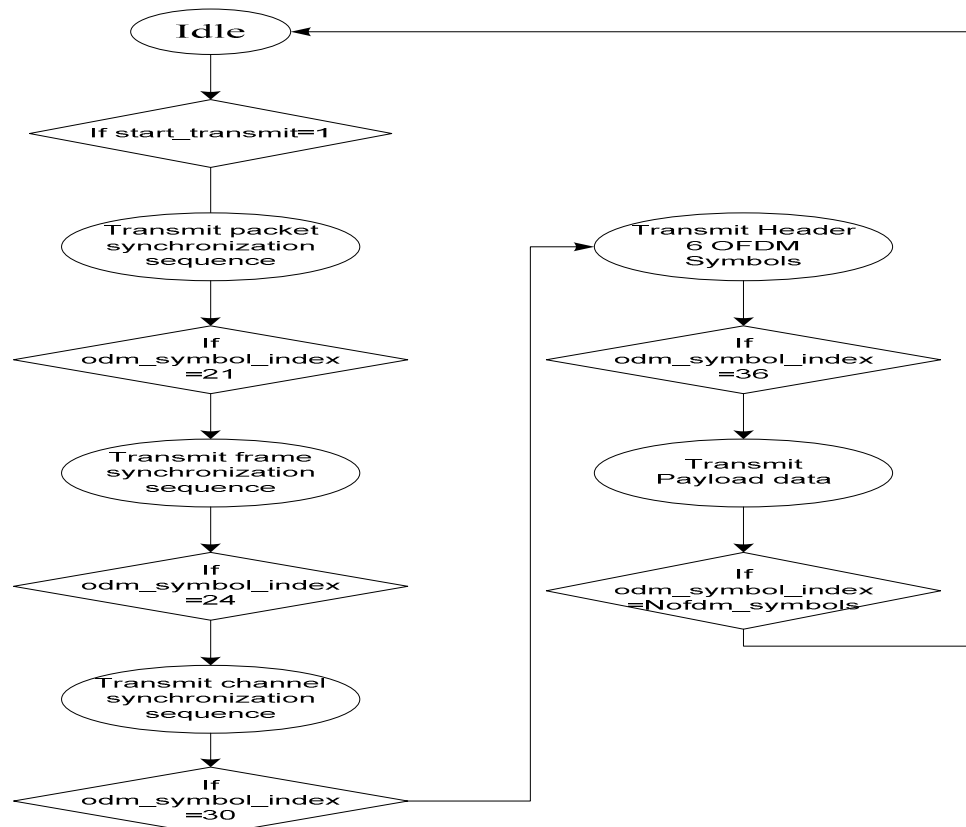 Idle
If start_transmit=1
Transmit packet
synchronization
sequence
If
odm_symbol_index
=21
Transmit frame
synchronization
sequence
If
odm_symbol_index
=24
Transmit channel
synchronization
sequence
If
odm_symbol_index
=30
Transmit Header
6 OFDM
Symbols
If
odm_symbol_index
=36
Transmit
Payload data
If
odm_symbol_index
=Nofdm_symbols